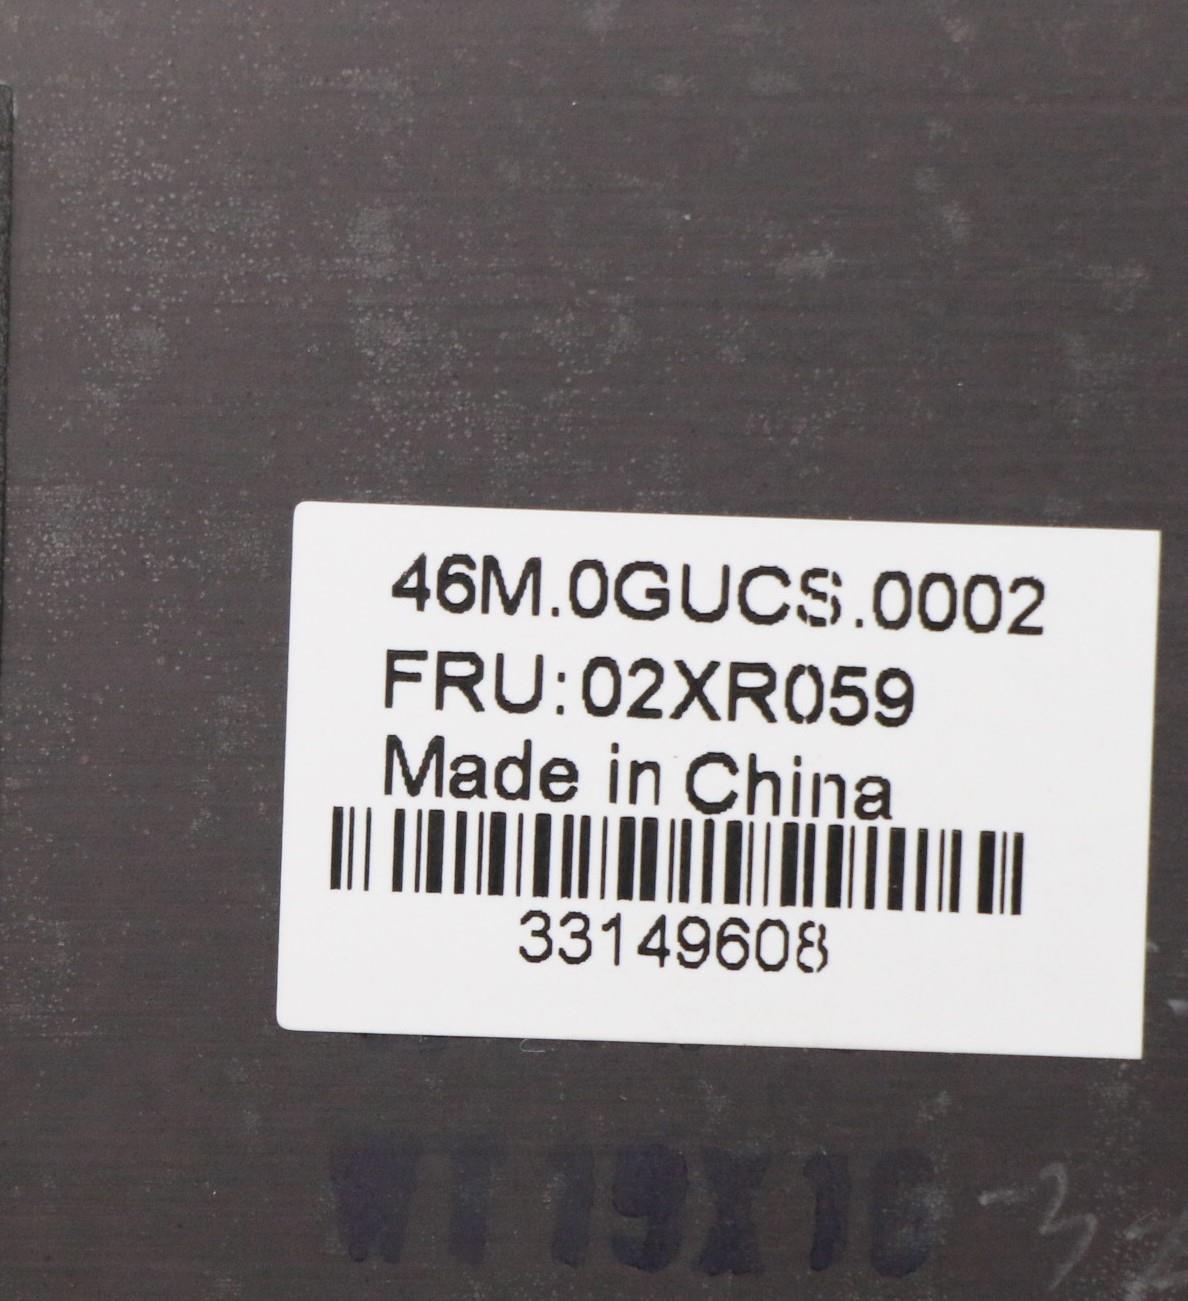 46M.0GUCS.0002
FRU:02XR059
Made in China
33149608